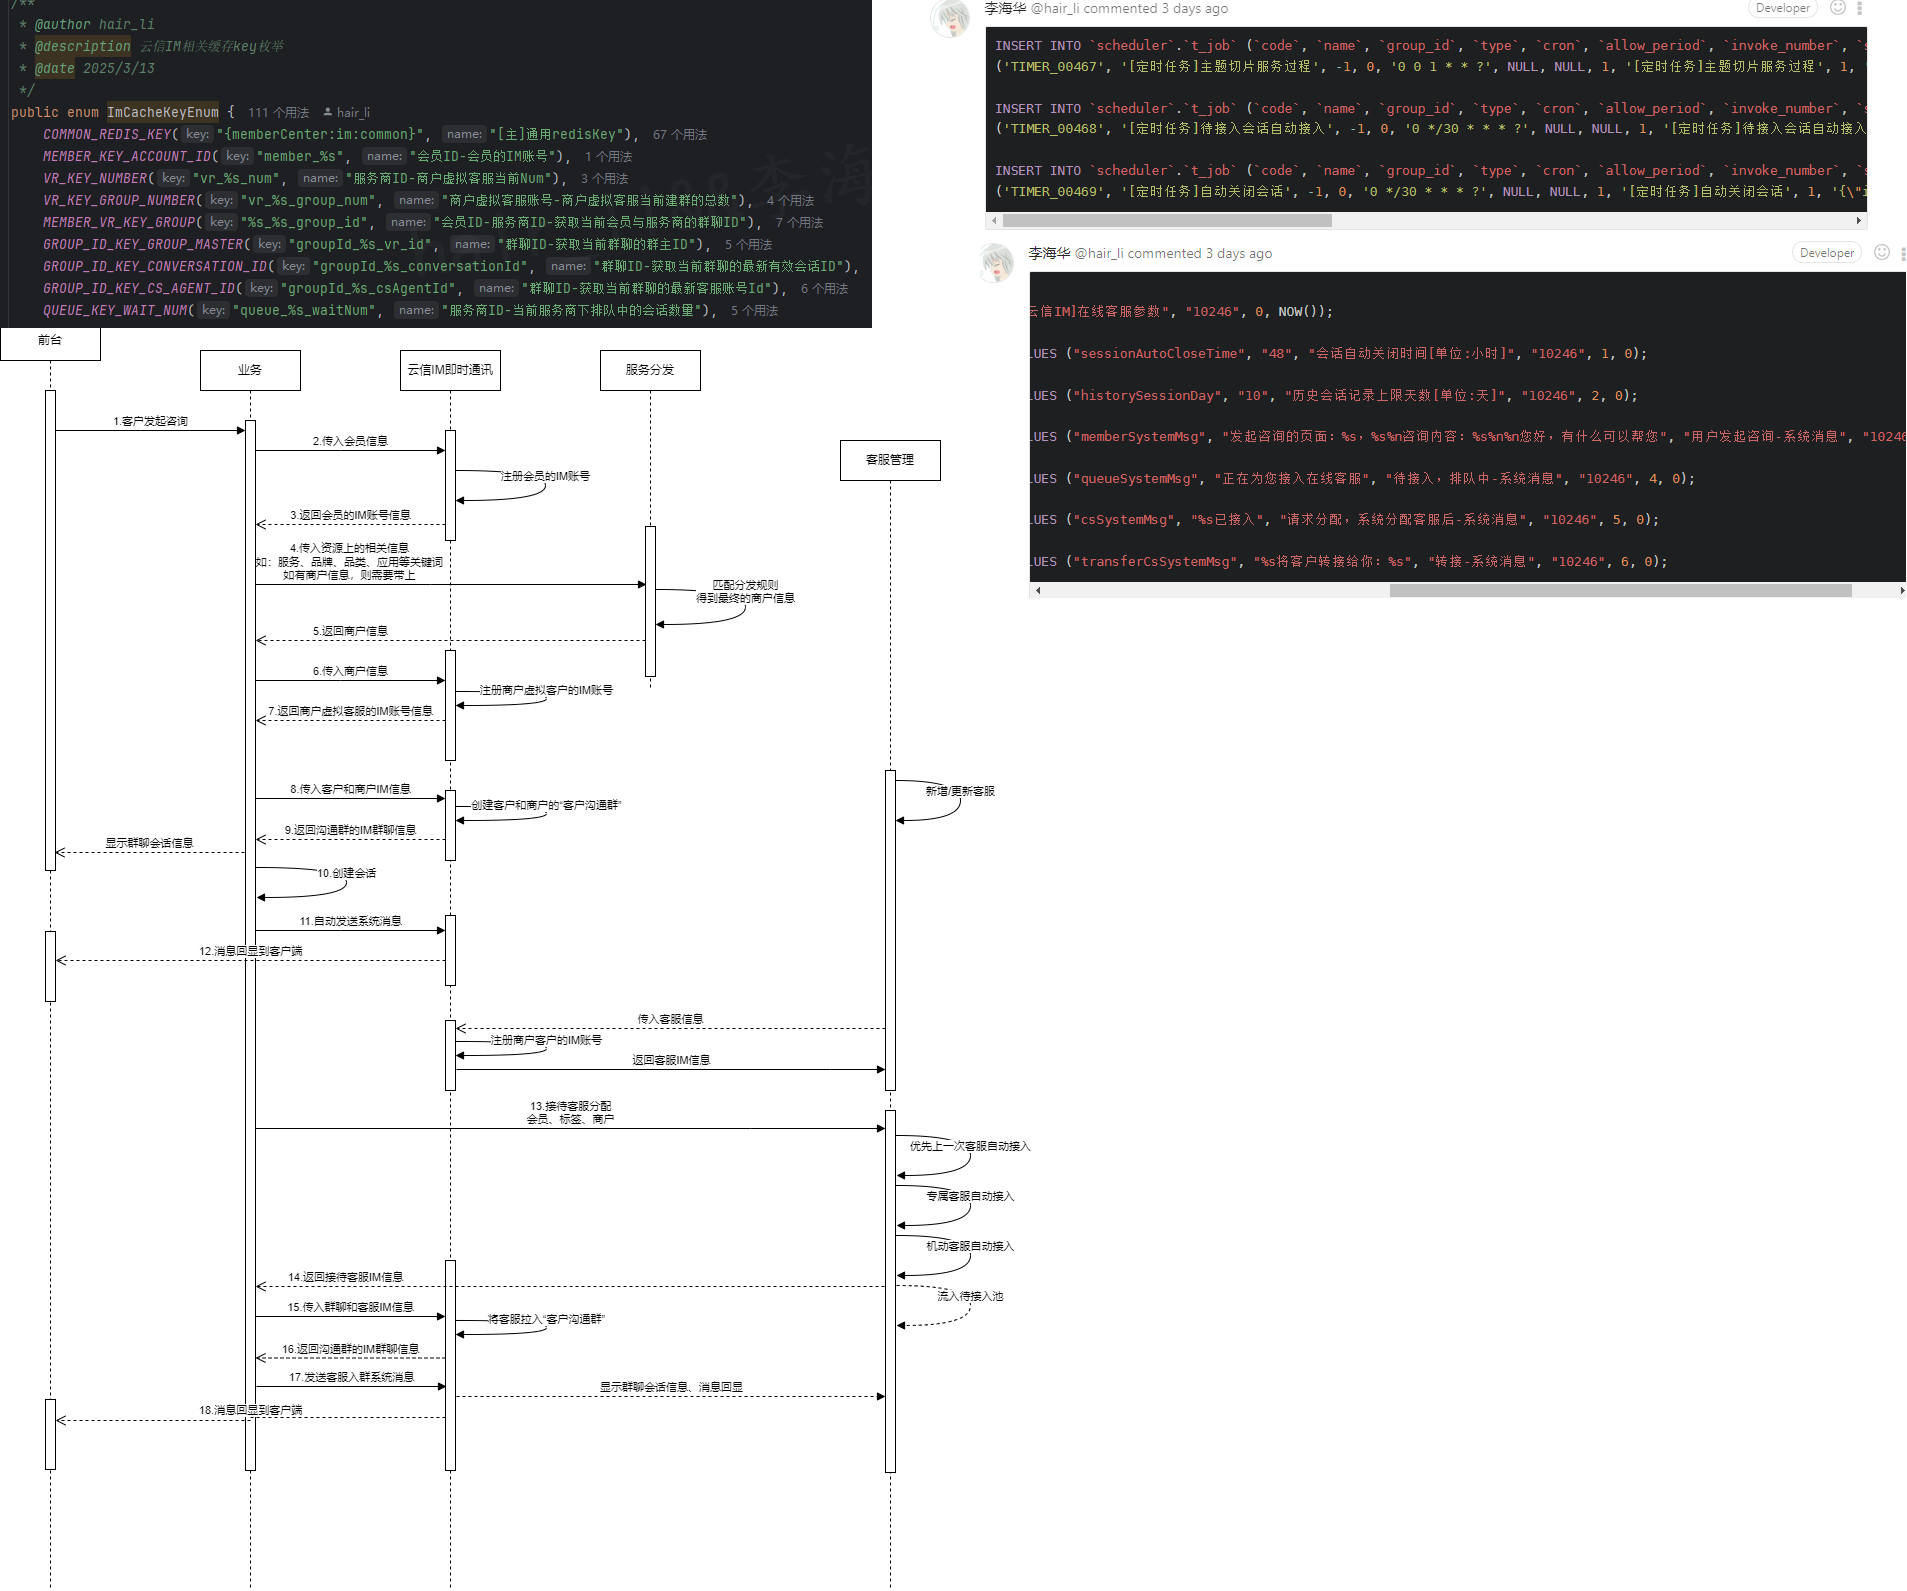 /**
* @author hair_li
* @description 云信IM相关缓存key枚举
* @date 2025/3/13
*/
public enum ImCacheKeyEnum { 111 个用法 hair_li
COMMON_REDIS_KEY( key: "{memberCenter:im:common}", name: "[主]通用redisKey"), 67 个用法
MEMBER_KEY_ACCOUNT_ID( key: "member_%s", name: "会员ID-会员的IM账号"), 1 个用法
VR_KEY_NUMBER( key: "vr_%s_num", name: "服务商ID-商户虚拟客服当前Num"), 3 个用法
VR_KEY_GROUP_NUMBER( key: "vr_%s_group_num", name: "商户虚拟客服账号-商户虚拟客服当前建群的总数"), 4 个用法
MEMBER_VR_KEY_GROUP( key: "%s_%s_group_id", name: "会员ID-服务商ID-获取当前会员与服务商的群聊ID"), 7 个用法
GROUP_ID_KEY_GROUP_MASTER( key: "groupId_%s_vr_id", name: "群聊ID-获取当前群聊的群主ID"), 5 个用法
GROUP_ID_KEY_CONVERSATION_ID( key: "groupId_%s_conversationId", name: "群聊ID-获取当前群聊的最新有效会话ID"),
GROUP_ID_KEY_CS_AGENT_ID( key: "groupId_%s_csAgentId", name: "群聊ID-获取当前群聊的最新客服账号Id"), 6 个用法
QUEUE_KEY_WAIT_NUM( key: "queue_%s_waitNum", name: "服务商ID-当前服务商下排队中的会话数量"), 5 个用法
李海华 @hair_li commented 3 days ago Developer
INSERT INTO `scheduler`.`t_job` (`code`, `name`, `group_id`, `type`, `cron`, `allow_period`, `invoke_number`, `s
('TIMER_00467', '[定时任务]主题切片服务过程', -1, 0, '0 0 1 * * ?', NULL, NULL, 1, '[定时任务]主题切片服务过程', 1, '
INSERT INTO `scheduler`.`t_job` (`code`, `name`, `group_id`, `type`, `cron`, `allow_period`, `invoke_number`, `s
('TIMER_00468', '[定时任务]待接入会话自动接入', -1, 0, '0 */30 * * * ?', NULL, NULL, 1, '[定时任务]待接入会话自动接入
INSERT INTO `scheduler`.`t_job` (`code`, `name`, `group_id`, `type`, `cron`, `allow_period`, `invoke_number`, `s
('TIMER_00469', '[定时任务]自动关闭会话', -1, 0, '0 */30 * * * ?', NULL, NULL, 1, '[定时任务]自动关闭会话', 1, '{\"i
李海华 @hair_li commented 3 days ago Developer
云信IM]在线客服参数", "10246", 0, NOW());
LUES ("sessionAutoCloseTime", "48", "会话自动关闭时间[单位:小时]", "10246", 1, 0);
LUES ("historySessionDay", "10", "历史会话记录上限天数[单位:天]", "10246", 2, 0);
LUES ("memberSystemMsg", "发起咨询的页面: %s, %s%n咨询内容: %s%n%n您好, 有什么可以帮您", "用户发起咨询-系统消息", "10246
LUES ("queueSystemMsg", "正在为您接入在线客服", "待接入, 排队中-系统消息", "10246", 4, 0);
LUES ("csSystemMsg", "%s已接入", "请求分配, 系统分配客服后-系统消息", "10246", 5, 0);
LUES ("transferCsSystemMsg", "%s将客户转接给你: %s", "转接-系统消息", "10246", 6, 0);
前台
业务
云信IM即时通讯
服务分发
客服管理
1.客户发起咨询
2.传入会员信息
注册会员的IM账号
3.返回会员的IM账号信息
4.传入资源上的相关信息
如：服务、品牌、品类、应用等关键词
如有商户信息，则需要带上
匹配分发规则
得到最终的商户信息
5.返回商户信息
6.传入商户信息
注册商户虚拟客户的IM账号
7.返回商户虚拟客服的IM账号信息
8.传入客户和商户IM信息
新增/更新客服
创建客户和商户的“客户沟通群”
9.返回沟通群的IM群聊信息
显示群聊会话信息
10.创建会话
11.自动发送系统消息
12.消息回显到客户端
传入客服信息
注册商户客户的IM账号
返回客服IM信息
13.接待客服分配
会员、标签、商户
优先上一次客服自动接入
专属客服自动接入
机动客服自动接入
14.返回接待客服IM信息
流入待接入池
15.传入群聊和客服IM信息
将客服拉入“客户沟通群”
16.返回沟通群的IM群聊信息
17.发送客服入群系统消息
显示群聊会话信息、消息回显
18.消息回显到客户端